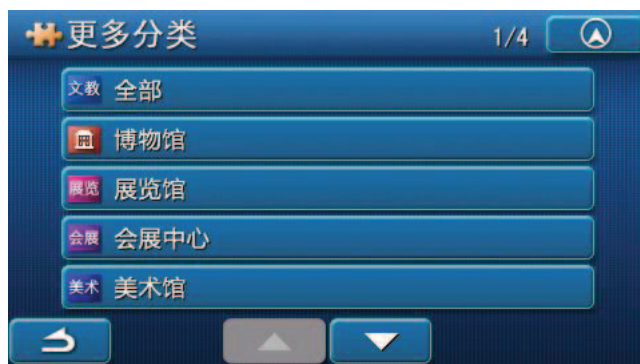 更多分类 1/4
文教 全部
博物馆
展览 展览馆
会展 会展中心
美术 美术馆